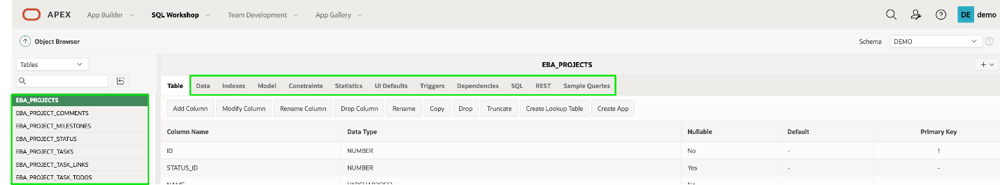 APEX App Builder SQL Workshop Team Development App Gallery DE demo
Object Browser Schema DEMO
Tables
EBA_PROJECTS
EBA_PROJECTS
EBA_PROJECT_COMMENTS
EBA_PROJECT_MILESTONES
EBA_PROJECT_STATUS
EBA_PROJECT_TASKS
EBA_PROJECT_TASK_LINKS
EBA_PROJECT_TASK_TODOS
Table Data Indexes Model Constraints Statistics UI Defaults Triggers Dependencies SQL REST Sample Queries
Add Column Modify Column Rename Column Drop Column Rename Copy Drop Truncate Create Lookup Table Create App
Column Name Data Type Nullable Default Primary Key
ID NUMBER No - 1
STATUS_ID NUMBER Yes - -
NAME VARCHAR2(255) No